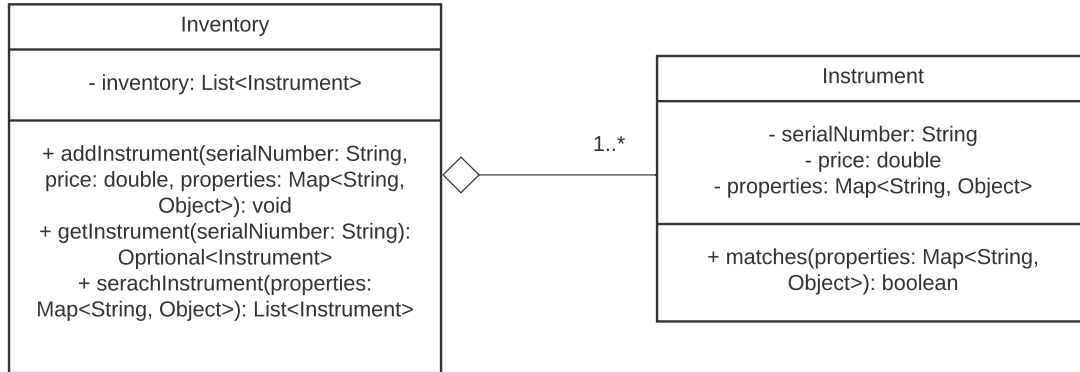 Inventory
- inventory: List<Instrument>
+ addInstrument(serialNumber: String,
price: double, properties: Map<String,
Object>): void
+ getInstrument(serialNiumber: String):
Oprtional<Instrument>
+ serachInstrument(properties:
Map<String, Object>): List<Instrument>
1..*
Instrument
- serialNumber: String
- price: double
- properties: Map<String, Object>
+ matches(properties: Map<String,
Object>): boolean